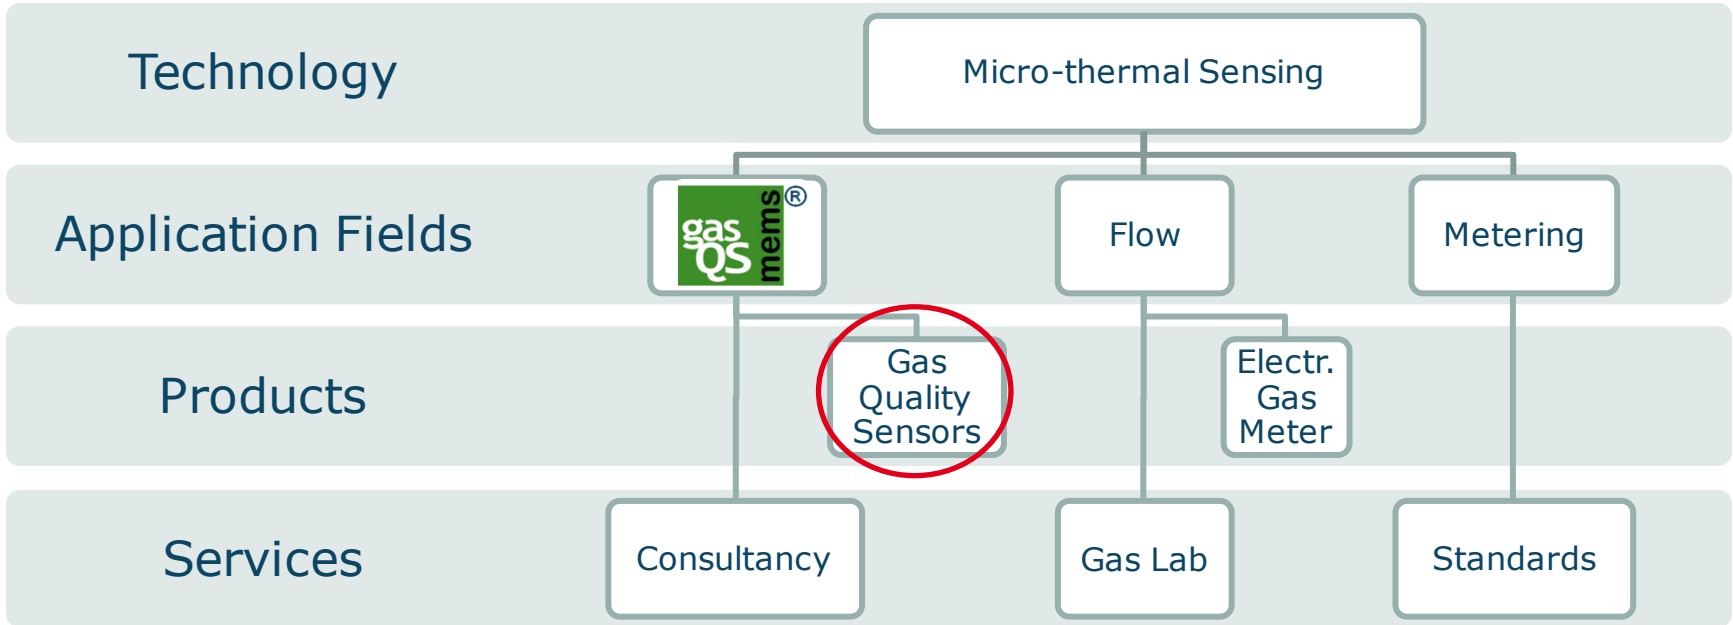 Technology
Micro-thermal Sensing
Application Fields
gas
QS
mems
®
Flow
Metering
Products
Gas
Quality
Sensors
Electr.
Gas
Meter
Services
Consultancy
Gas Lab
Standards